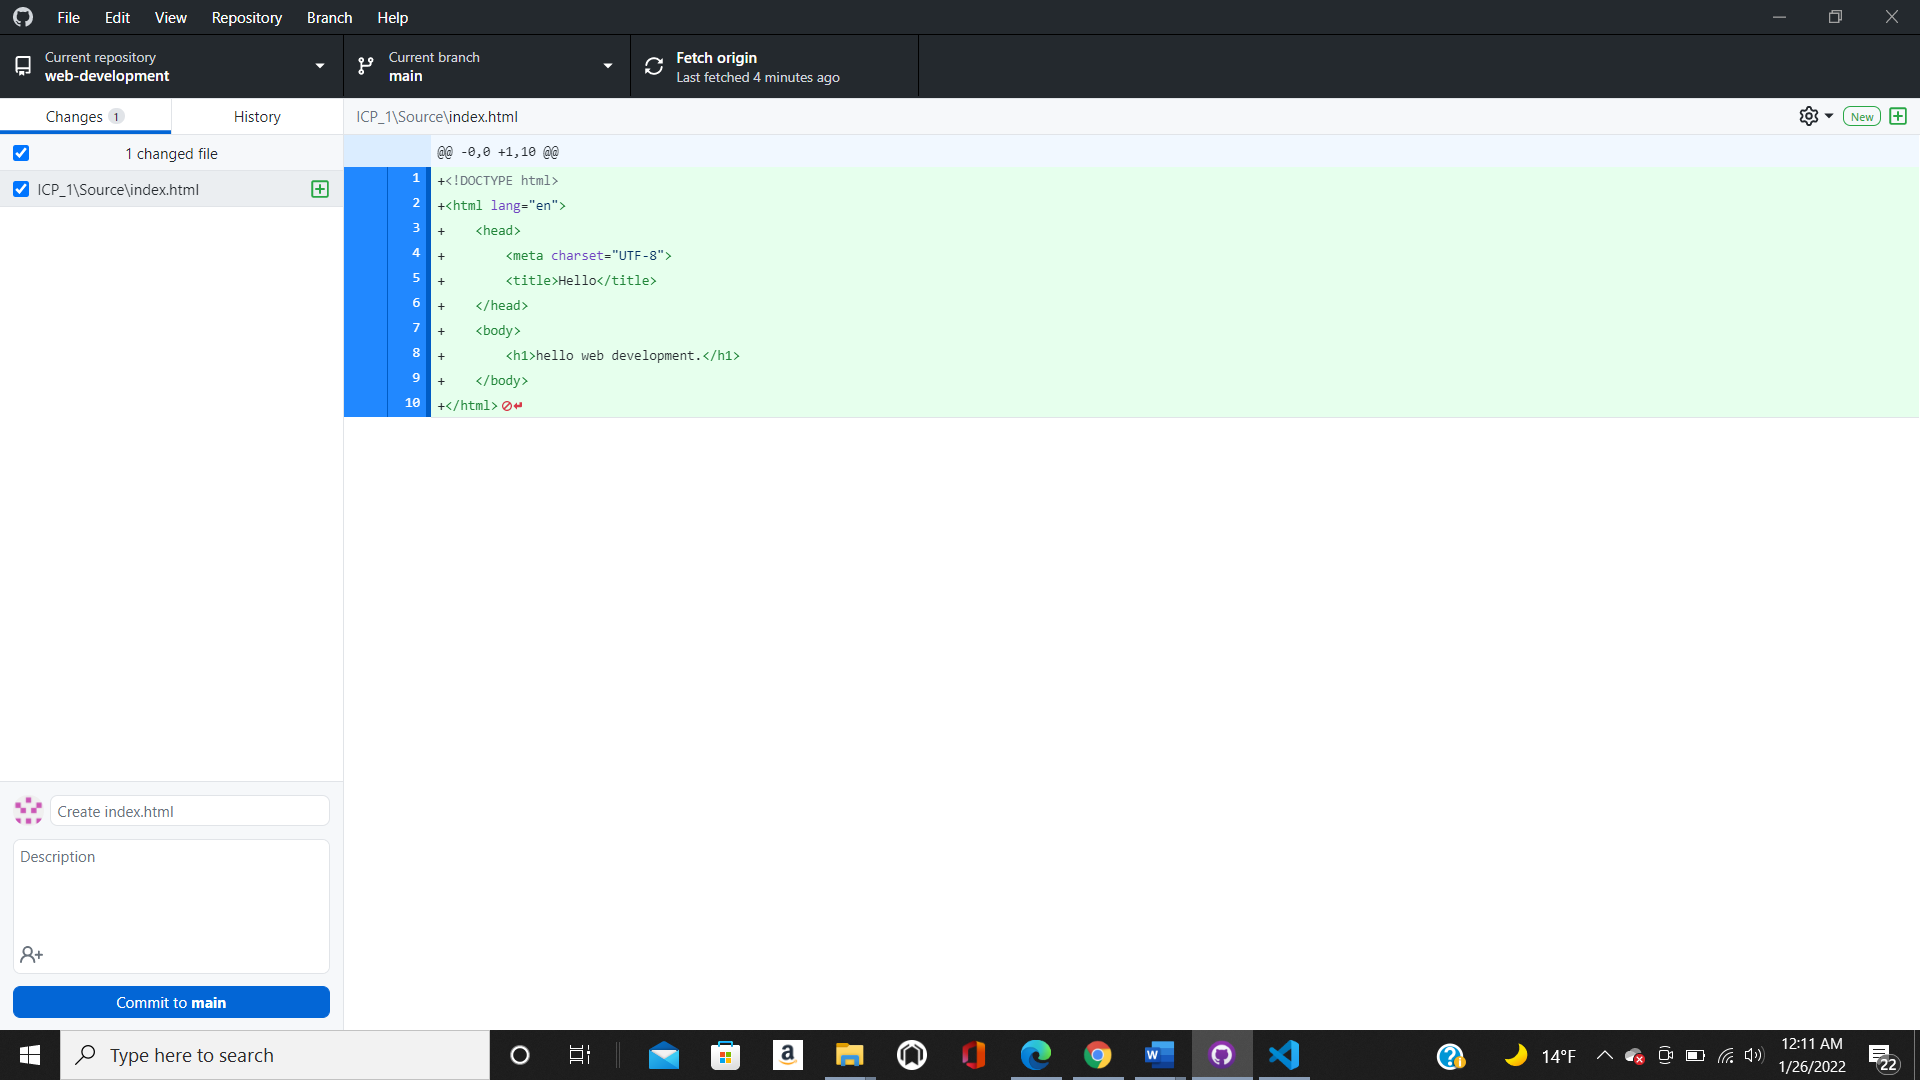 File Edit View Repository Branch Help
Current repository
web-development
Current branch
main
Fetch origin
Last fetched 4 minutes ago
Changes 1
History
ICP_1\Source\index.html
New
1 changed file
ICP_1\Source\index.html
@@ -0,0 +1,10 @@
1 +<!DOCTYPE html>
2 +<html lang="en">
3 +    <head>
4 +        <meta charset="UTF-8">
5 +        <title>Hello</title>
6 +    </head>
7 +    <body>
8 +        <h1>hello web development.</h1>
9 +    </body>
10 +</html>
Create index.html
Description
Commit to main
Type here to search
a
W
14°F
12:11 AM
1/26/2022
22